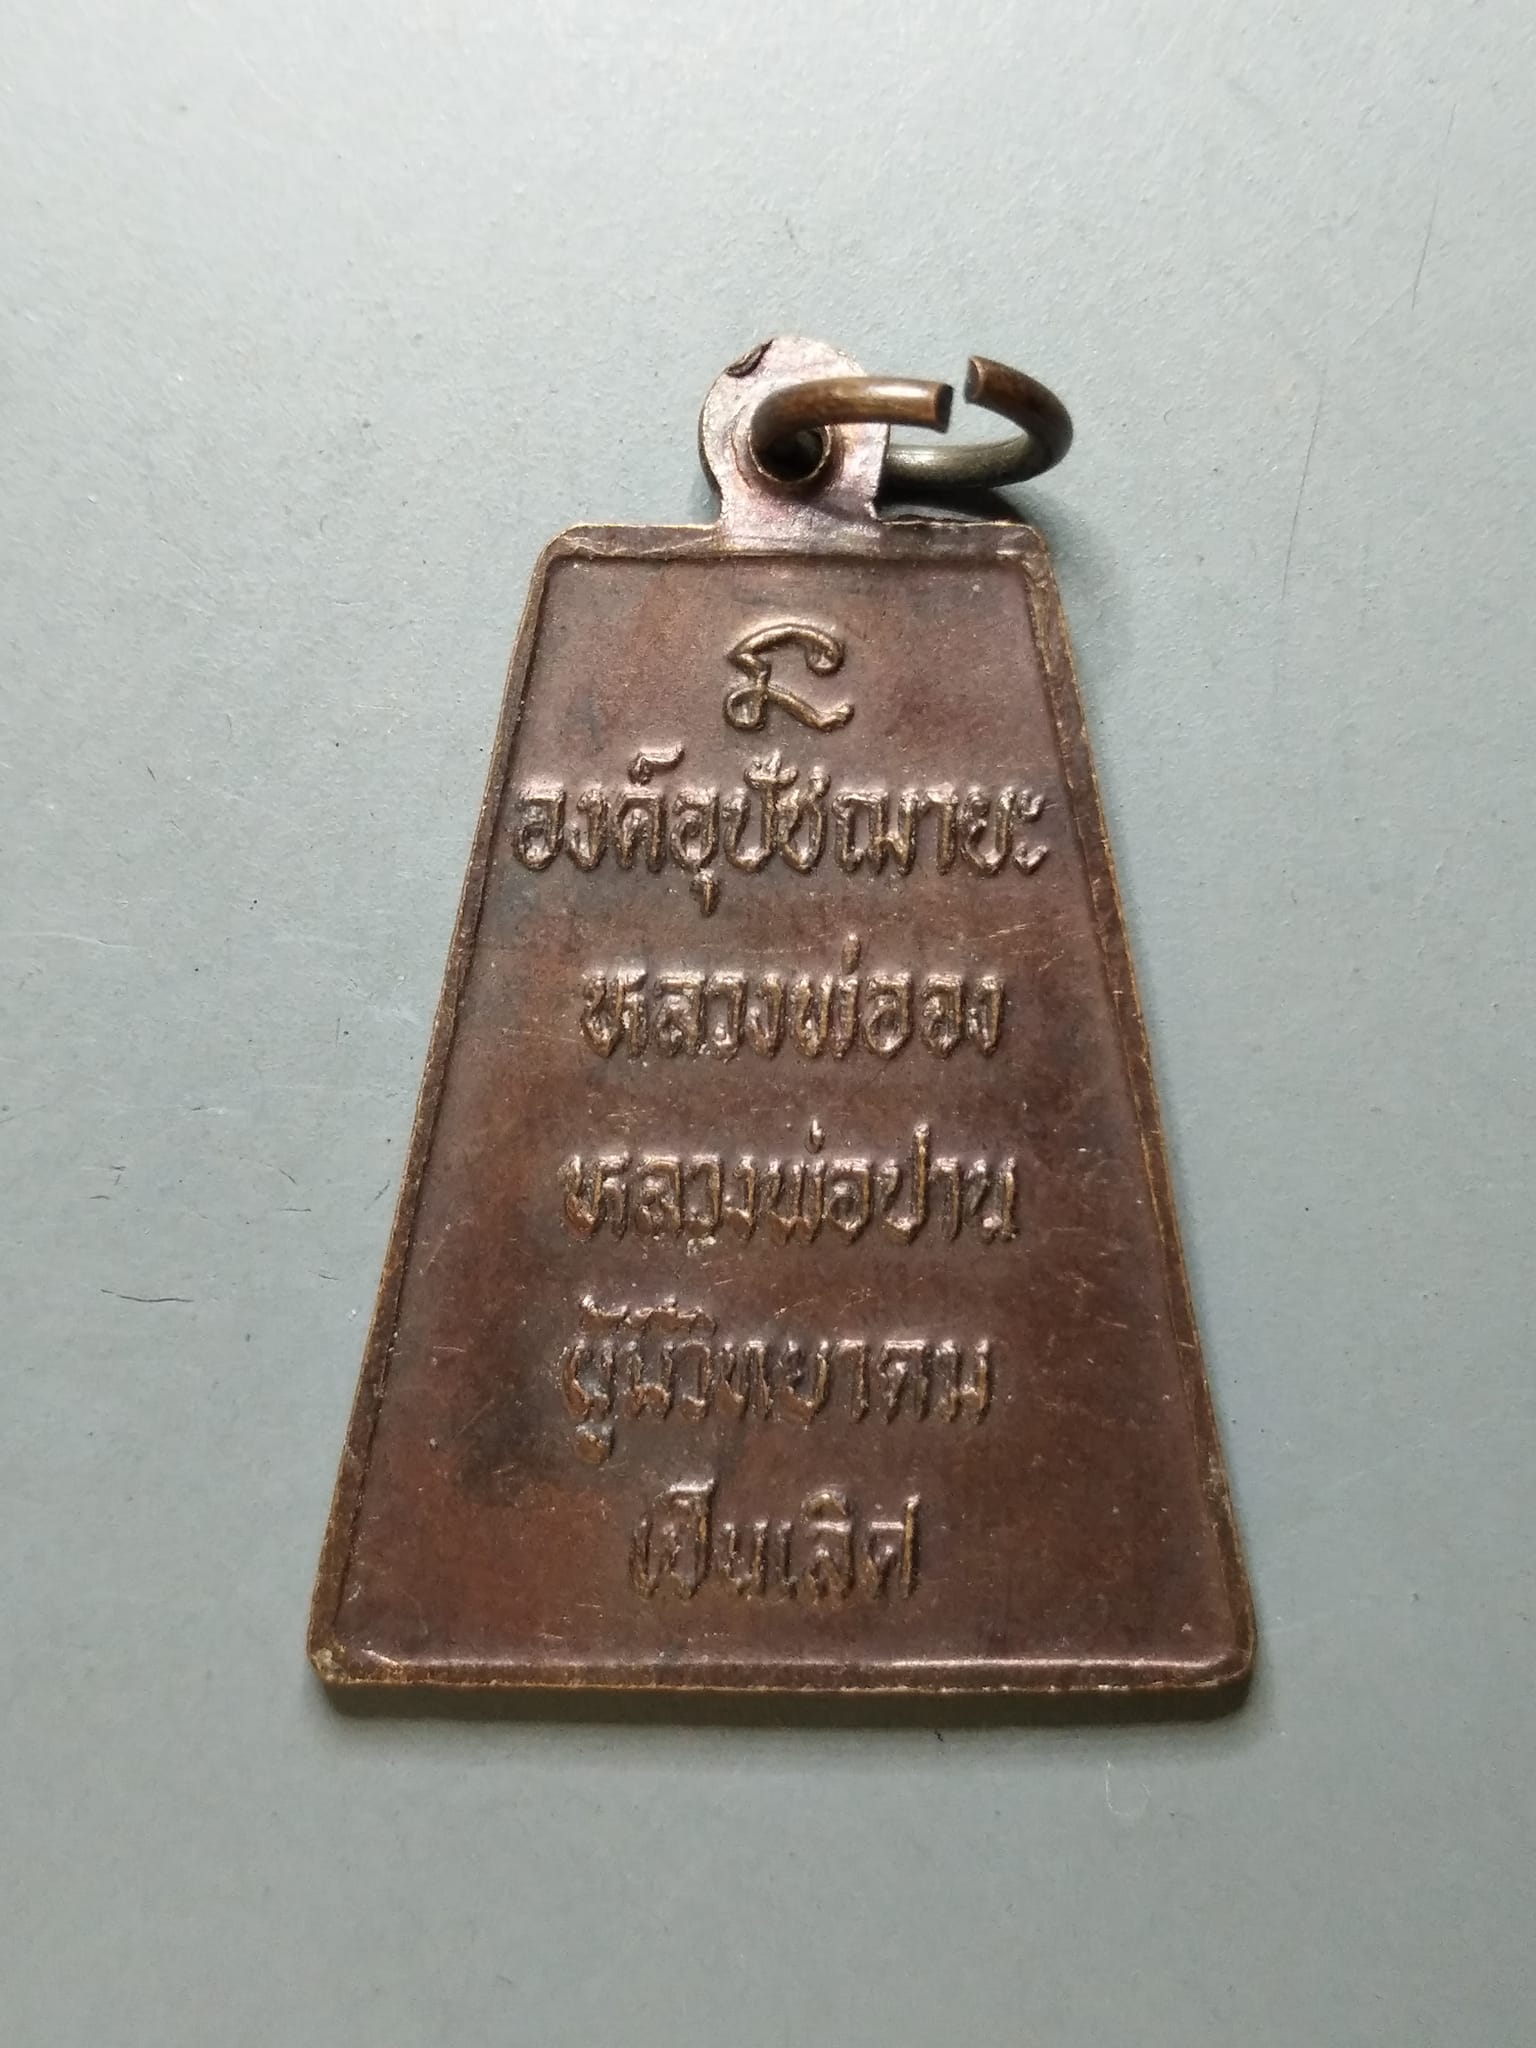 องค์อุปัชฌายะ
หลวงพ่อออง
หลวงพ่อปาน
ผู้มีวิทยาคม
เป็นเลิศ